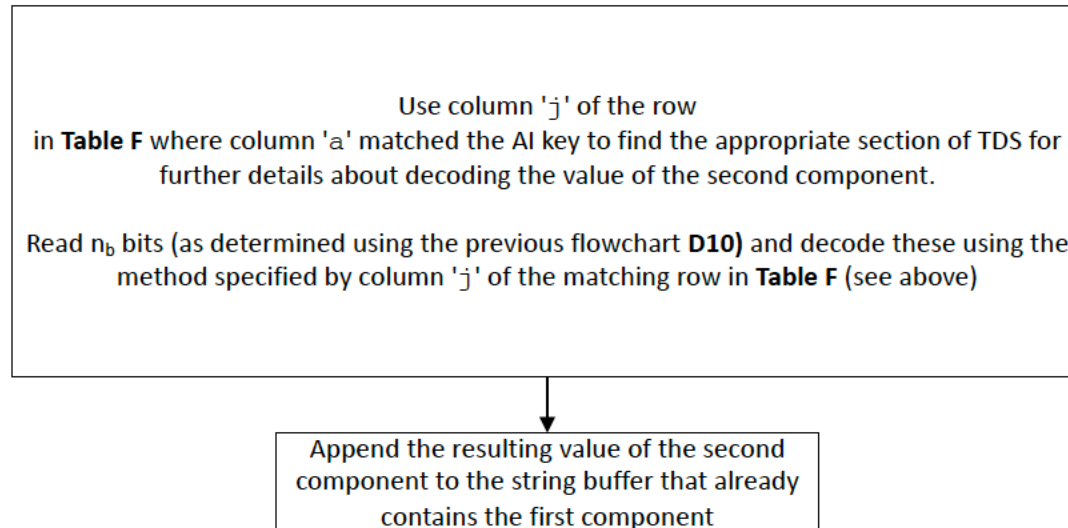 Use column 'j' of the row
in Table F where column 'a' matched the AI key to find the appropriate section of TDS for
further details about decoding the value of the second component.
Read nb bits (as determined using the previous flowchart D10) and decode these using the
method specified by column 'j' of the matching row in Table F (see above)
Append the resulting value of the second
component to the string buffer that already
contains the first component